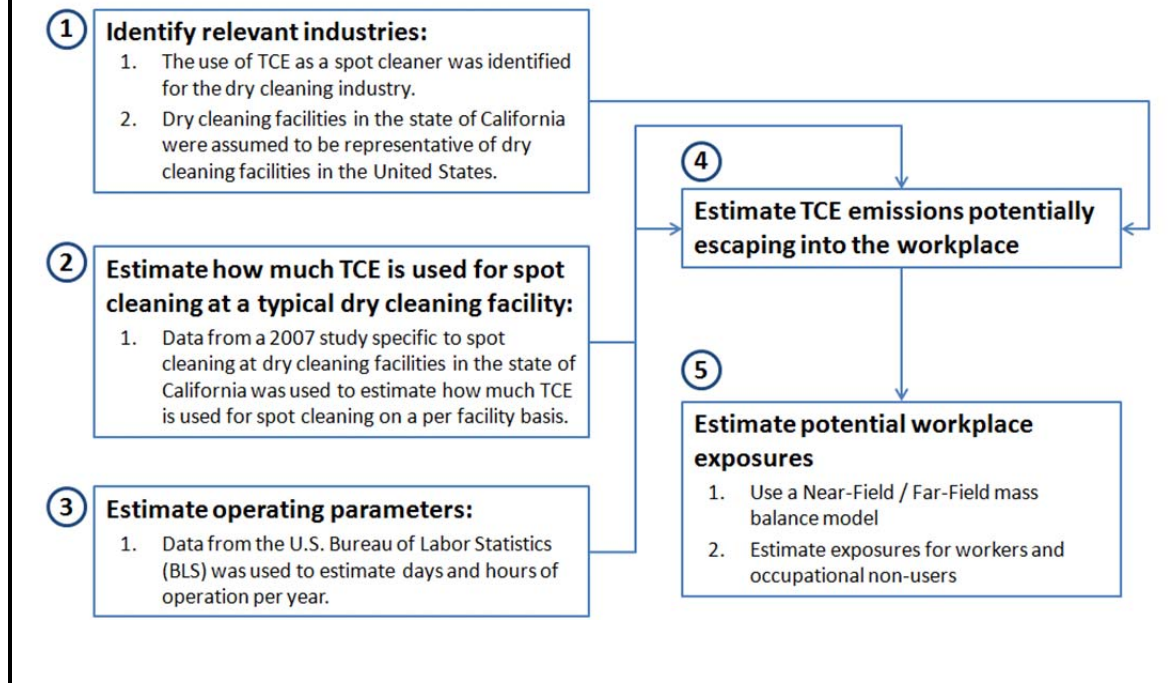 1
Identify relevant industries:
1. The use of TCE as a spot cleaner was identified
for the dry cleaning industry.
2. Dry cleaning facilities in the state of California
were assumed to be representative of dry
cleaning facilities in the United States.
2
Estimate how much TCE is used for spot
cleaning at a typical dry cleaning facility:
1. Data from a 2007 study specific to spot
cleaning at dry cleaning facilities in the state of
California was used to estimate how much TCE
is used for spot cleaning on a per facility basis.
3
Estimate operating parameters:
1. Data from the U.S. Bureau of Labor Statistics
(BLS) was used to estimate days and hours of
operation per year.
4
Estimate TCE emissions potentially
escaping into the workplace
5
Estimate potential workplace
exposures
1. Use a Near-Field / Far-Field mass
balance model
2. Estimate exposures for workers and
occupational non-users